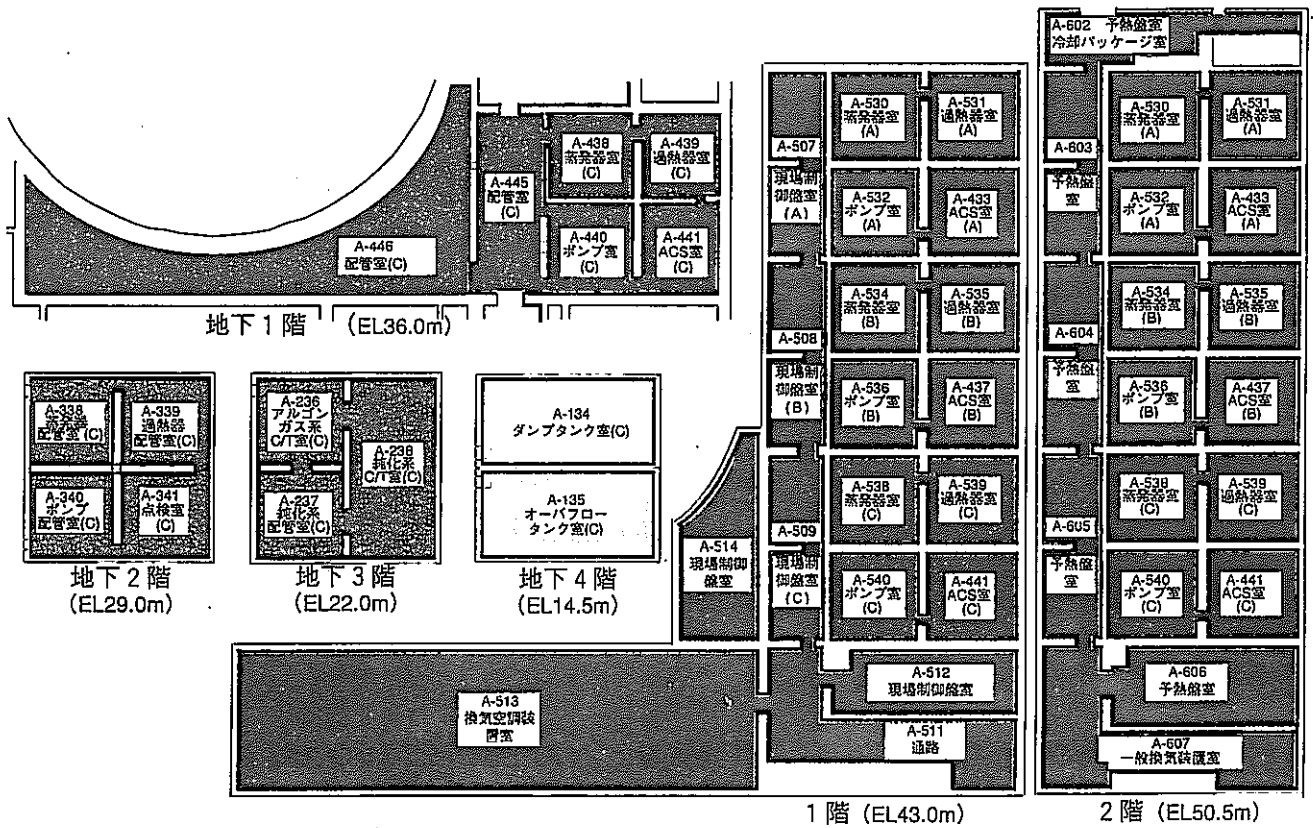 A-446
配管室(C)
A-445
配管室
(C)
A-438
蒸発器室
(C)
A-439
過熱器室
(C)
A-440
ポンプ室
(C)
A-441
ACS室
(C)
地下1階 (EL36.0m)
A-338
蒸発器
配管室(C)
A-339
過熱器
配管室(C)
A-340
ポンプ
配管室(C)
A-341
点検室
(C)
地下2階
(EL29.0m)
A-236
アルゴン
ガス系
C/T室(C)
A-238
純化系
C/T室(C)
A-237
純化系
配管室(C)
地下3階
(EL22.0m)
A-134
ダンプタンク室(C)
A-135
オーバフロー
タンク室(C)
地下4階
(EL14.5m)
A-507
現場制
御盤室
(A)
A-530
蒸発器室
(A)
A-531
過熱器室
(A)
A-532
ポンプ室
(A)
A-433
ACS室
(A)
A-508
現場制
御盤室
(B)
A-534
蒸発器室
(B)
A-535
過熱器室
(B)
A-536
ポンプ室
(B)
A-437
ACS室
(B)
A-509
現場制
御盤室
(C)
A-538
蒸発器室
(C)
A-539
過熱器室
(C)
A-540
ポンプ室
(C)
A-441
ACS室
(C)
A-514
現場制御
盤室
A-513
換気空調装
置室
A-512
現場制御盤室
A-511
通路
1階 (EL43.0m)
A-602 予熱盤室
冷却パッケージ室
A-603
予熱盤
室
A-530
蒸発器室
(A)
A-531
過熱器室
(A)
A-532
ポンプ室
(A)
A-433
ACS室
(A)
A-604
予熱盤
室
A-534
蒸発器室
(B)
A-535
過熱器室
(B)
A-536
ポンプ室
(B)
A-437
ACS室
(B)
A-605
予熱盤
室
A-538
蒸発器室
(C)
A-539
過熱器室
(C)
A-540
ポンプ室
(C)
A-441
ACS室
(C)
A-606
予熱盤室
A-607
一般換気装置室
2階 (EL50.5m)